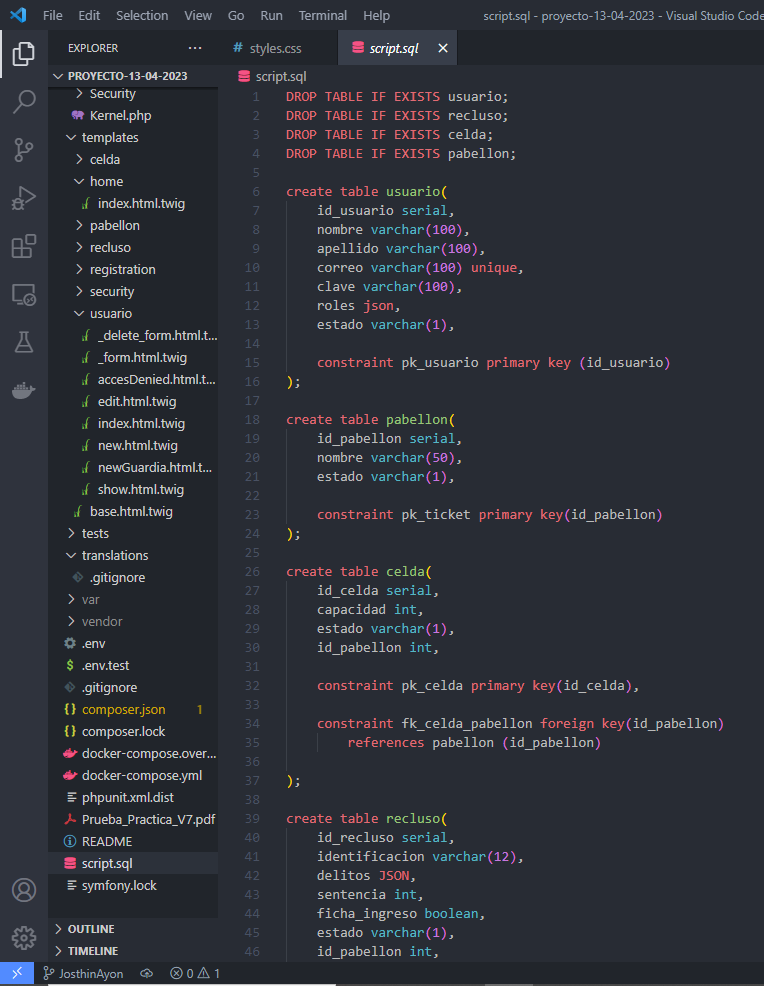 File Edit Selection View Go Run Terminal Help script.sql - proyecto-13-04-2023 - Visual Studio Code
EXPLORER ...
# styles.css
script.sql ×
PROYECTO-13-04-2023
Security
Kernel.php
templates
celda
home
index.html.twig
pabellon
recluso
registration
security
usuario
_delete_form.html.t...
_form.html.twig
accesDenied.html.t...
edit.html.twig
index.html.twig
new.html.twig
newGuardia.html.t...
show.html.twig
base.html.twig
tests
translations
.gitignore
var
vendor
.env
$ .env.test
.gitignore
{} composer.json 1
{} composer.lock
docker-compose.over...
docker-compose.yml
phpunit.xml.dist
Prueba_Practica_V7.pdf
README
script.sql
symfony.lock
OUTLINE
TIMELINE
script.sql
1 DROP TABLE IF EXISTS usuario;
2 DROP TABLE IF EXISTS recluso;
3 DROP TABLE IF EXISTS celda;
4 DROP TABLE IF EXISTS pabellon;
5
6 create table usuario(
7 id_usuario serial,
8 nombre varchar(100),
9 apellido varchar(100),
10 correo varchar(100) unique,
11 clave varchar(100),
12 roles json,
13 estado varchar(1),
14
15 constraint pk_usuario primary key (id_usuario)
16 );
17
18 create table pabellon(
19 id_pabellon serial,
20 nombre varchar(50),
21 estado varchar(1),
22
23 constraint pk_ticket primary key(id_pabellon)
24 );
25
26 create table celda(
27 id_celda serial,
28 capacidad int,
29 estado varchar(1),
30 id_pabellon int,
31
32 constraint pk_celda primary key(id_celda),
33
34 constraint fk_celda_pabellon foreign key(id_pabellon)
35 references pabellon (id_pabellon)
36
37 );
38
39 create table recluso(
40 id_recluso serial,
41 identificacion varchar(12),
42 delitos JSON,
43 sentencia int,
44 ficha_ingreso boolean,
45 estado varchar(1),
46 id_pabellon int,
JosthinAyon 0 1